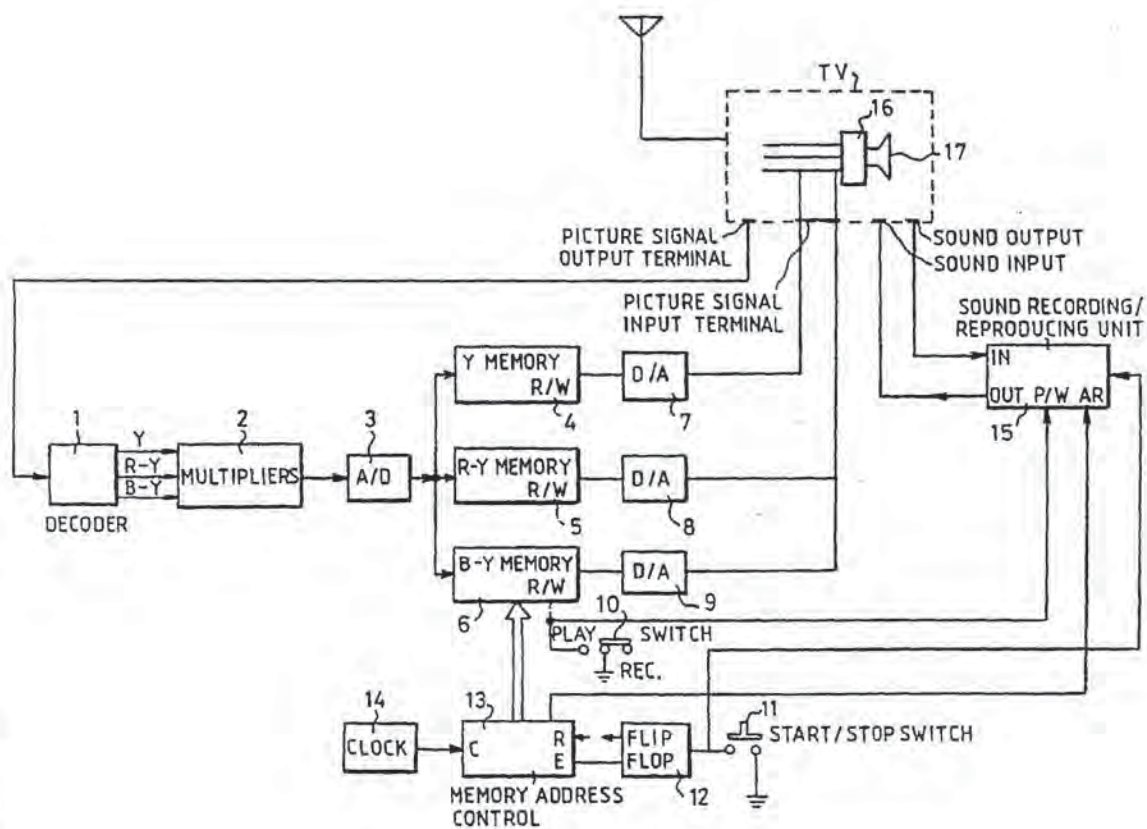 TV
16
17
PICTURE SIGNAL
OUTPUT TERMINAL
SOUND OUTPUT
SOUND INPUT
PICTURE SIGNAL
INPUT TERMINAL
SOUND RECORDING/
REPRODUCING UNIT
IN
OUT P/W AR
15
Y MEMORY
R/W
4
D/A
7
1
Y
R-Y
B-Y
DECODER
2
MULTIPLIERS
3
A/D
R-Y MEMORY
R/W
5
D/A
8
B-Y MEMORY
R/W
6
D/A
9
10
PLAY
SWITCH
REC.
14
CLOCK
13
C
R
E
MEMORY ADDRESS
CONTROL
FLIP
FLOP
12
11
START/STOP SWITCH